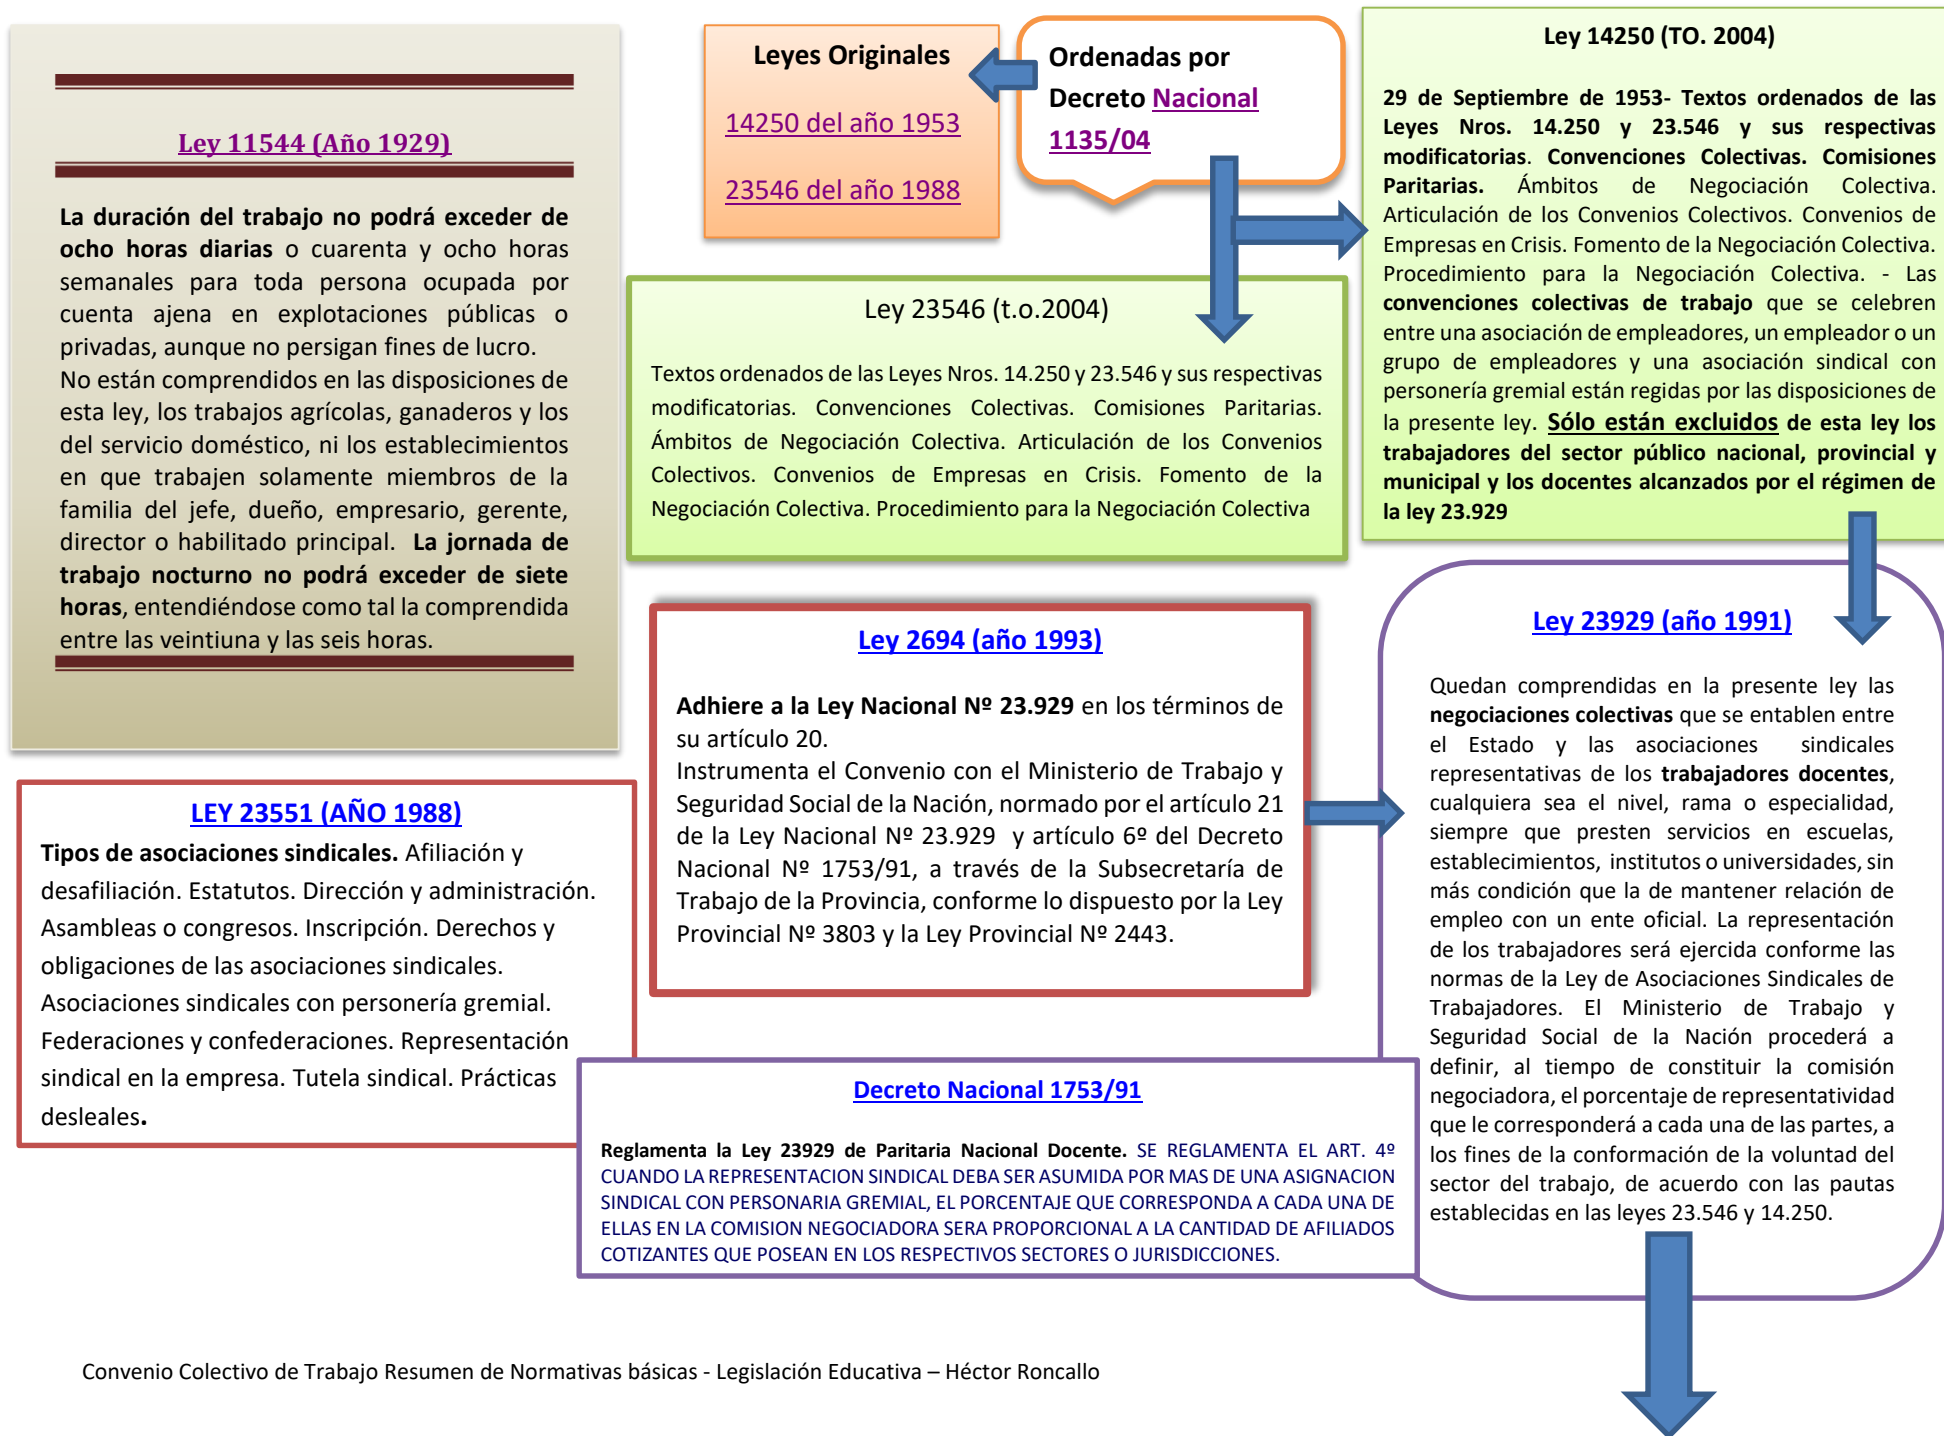 Ley 11544 (Año 1929)
La duración del trabajo no podrá exceder de
ocho horas diarias o cuarenta y ocho horas
semanales para toda persona ocupada por
cuenta ajena en explotaciones públicas o
privadas, aunque no persigan fines de lucro.
No están comprendidos en las disposiciones de
esta ley, los trabajos agrícolas, ganaderos y los
del servicio doméstico, ni los establecimientos
en que trabajen solamente miembros de la
familia del jefe, dueño, empresario, gerente,
director o habilitado principal. La jornada de
trabajo nocturno no podrá exceder de siete
horas, entendiéndose como tal la comprendida
entre las veintiuna y las seis horas.
Leyes Originales
14250 del año 1953
23546 del año 1988
Ordenadas por
Decreto Nacional
1135/04
Ley 14250 (TO. 2004)
29 de Septiembre de 1953- Textos ordenados de las
Leyes Nros. 14.250 y 23.546 y sus respectivas
modificatorias. Convenciones Colectivas. Comisiones
Paritarias. Ámbitos de Negociación Colectiva.
Articulación de los Convenios Colectivos. Convenios de
Empresas en Crisis. Fomento de la Negociación Colectiva.
Procedimiento para la Negociación Colectiva. - Las
convenciones colectivas de trabajo que se celebren
entre una asociación de empleadores, un empleador o un
grupo de empleadores y una asociación sindical con
personería gremial están regidas por las disposiciones de
la presente ley. Sólo están excluidos de esta ley los
trabajadores del sector público nacional, provincial y
municipal y los docentes alcanzados por el régimen de
la ley 23.929
Ley 23546 (t.o.2004)
Textos ordenados de las Leyes Nros. 14.250 y 23.546 y sus respectivas
modificatorias. Convenciones Colectivas. Comisiones Paritarias.
Ámbitos de Negociación Colectiva. Articulación de los Convenios
Colectivos. Convenios de Empresas en Crisis. Fomento de la
Negociación Colectiva. Procedimiento para la Negociación Colectiva
Ley 2694 (año 1993)
Adhiere a la Ley Nacional Nº 23.929 en los términos de
su artículo 20.
Instrumenta el Convenio con el Ministerio de Trabajo y
Seguridad Social de la Nación, normado por el artículo 21
de la Ley Nacional Nº 23.929 y artículo 6º del Decreto
Nacional Nº 1753/91, a través de la Subsecretaría de
Trabajo de la Provincia, conforme lo dispuesto por la Ley
Provincial Nº 3803 y la Ley Provincial Nº 2443.
Ley 23929 (año 1991)
Quedan comprendidas en la presente ley las
negociaciones colectivas que se entablen entre
el Estado y las asociaciones sindicales
representativas de los trabajadores docentes,
cualquiera sea el nivel, rama o especialidad,
siempre que presten servicios en escuelas,
establecimientos, institutos o universidades, sin
más condición que la de mantener relación de
empleo con un ente oficial. La representación
de los trabajadores será ejercida conforme las
normas de la Ley de Asociaciones Sindicales de
Trabajadores. El Ministerio de Trabajo y
Seguridad Social de la Nación procederá a
definir, al tiempo de constituir la comisión
negociadora, el porcentaje de representatividad
que le corresponderá a cada una de las partes, a
los fines de la conformación de la voluntad del
sector del trabajo, de acuerdo con las pautas
establecidas en las leyes 23.546 y 14.250.
LEY 23551 (AÑO 1988)
Tipos de asociaciones sindicales. Afiliación y
desafiliación. Estatutos. Dirección y administración.
Asambleas o congresos. Inscripción. Derechos y
obligaciones de las asociaciones sindicales.
Asociaciones sindicales con personería gremial.
Federaciones y confederaciones. Representación
sindical en la empresa. Tutela sindical. Prácticas
desleales.
Decreto Nacional 1753/91
Reglamenta la Ley 23929 de Paritaria Nacional Docente. SE REGLAMENTA EL ART. 4º
CUANDO LA REPRESENTACION SINDICAL DEBA SER ASUMIDA POR MAS DE UNA ASIGNACION
SINDICAL CON PERSONARIA GREMIAL, EL PORCENTAJE QUE CORRESPONDA A CADA UNA DE
ELLAS EN LA COMISION NEGOCIADORA SERA PROPORCIONAL A LA CANTIDAD DE AFILIADOS
COTIZANTES QUE POSEAN EN LOS RESPECTIVOS SECTORES O JURISDICCIONES.
Convenio Colectivo de Trabajo Resumen de Normativas básicas - Legislación Educativa – Héctor Roncallo